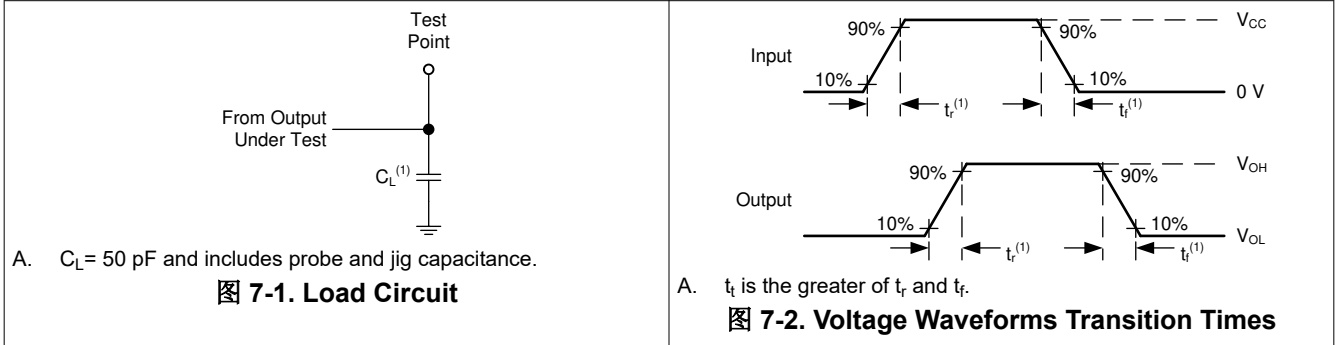 Test
Point
From Output
Under Test
C_L(1)
A. C_L= 50 pF and includes probe and jig capacitance.
图 7-1. Load Circuit
90%
90%
V_CC
Input
10%
10%
0 V
t_r(1)
t_f(1)
90%
90%
V_OH
Output
10%
10%
V_OL
t_r(1)
t_f(1)
A. t_t is the greater of t_r and t_f.
图 7-2. Voltage Waveforms Transition Times